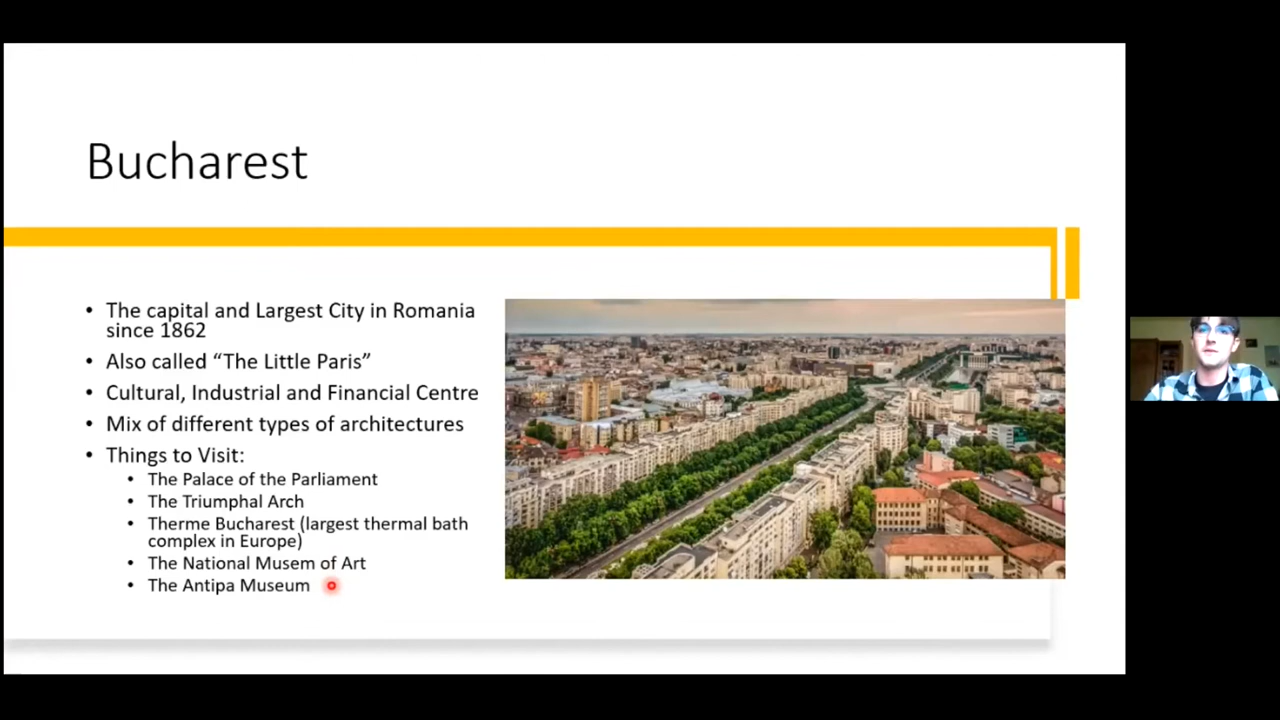 Bucharest
• The capital and Largest City in Romania
since 1862
• Also called “The Little Paris”
• Cultural, Industrial and Financial Centre
• Mix of different types of architectures
• Things to Visit:
• The Palace of the Parliament
• The Triumphal Arch
• Therme Bucharest (largest thermal bath
complex in Europe)
• The National Musem of Art
• The Antipa Museum